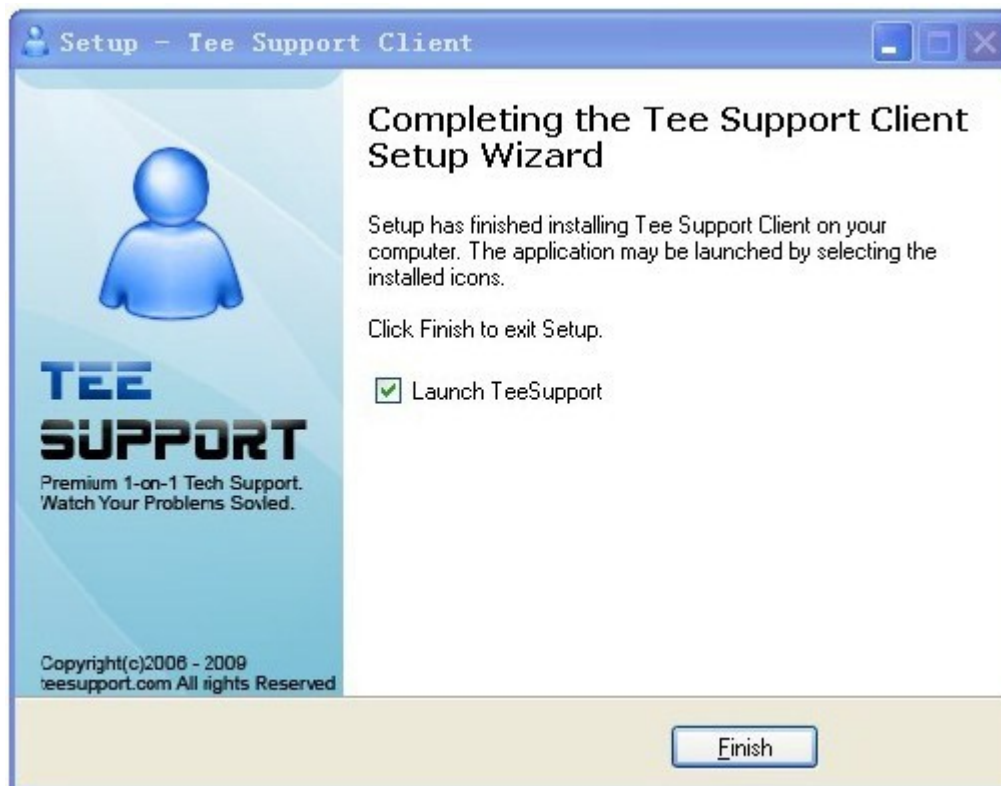 Setup - Tee Support Client
Completing the Tee Support Client
Setup Wizard
Setup has finished installing Tee Support Client on your
computer. The application may be launched by selecting the
installed icons.
Click Finish to exit Setup.
Launch TeeSupport
TEE
SUPPORT
Premium 1-on-1 Tech Support.
Watch Your Problems Sovled.
Copyright(c)2006 - 2009
teesupport.com All rights Reserved
Finish